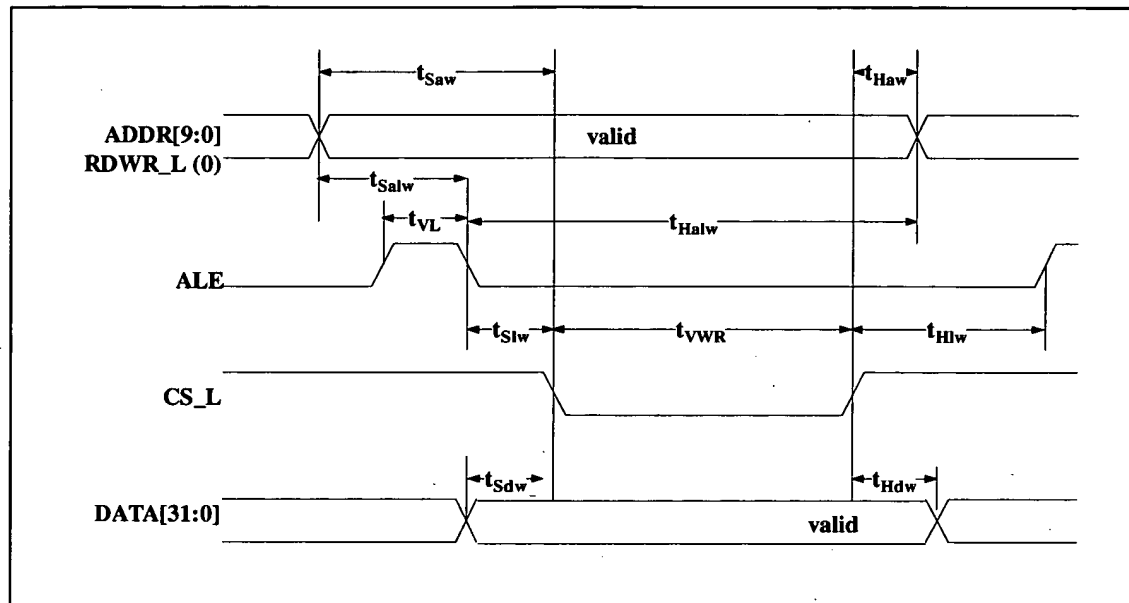 tSaw
tHaw
ADDR[9:0]
valid
RDWR_L (0)
tSalw
tVL
tHalw
ALE
tSlw
tVWR
tHlw
CS_L
tSdw
tHdw
DATA[31:0]
valid